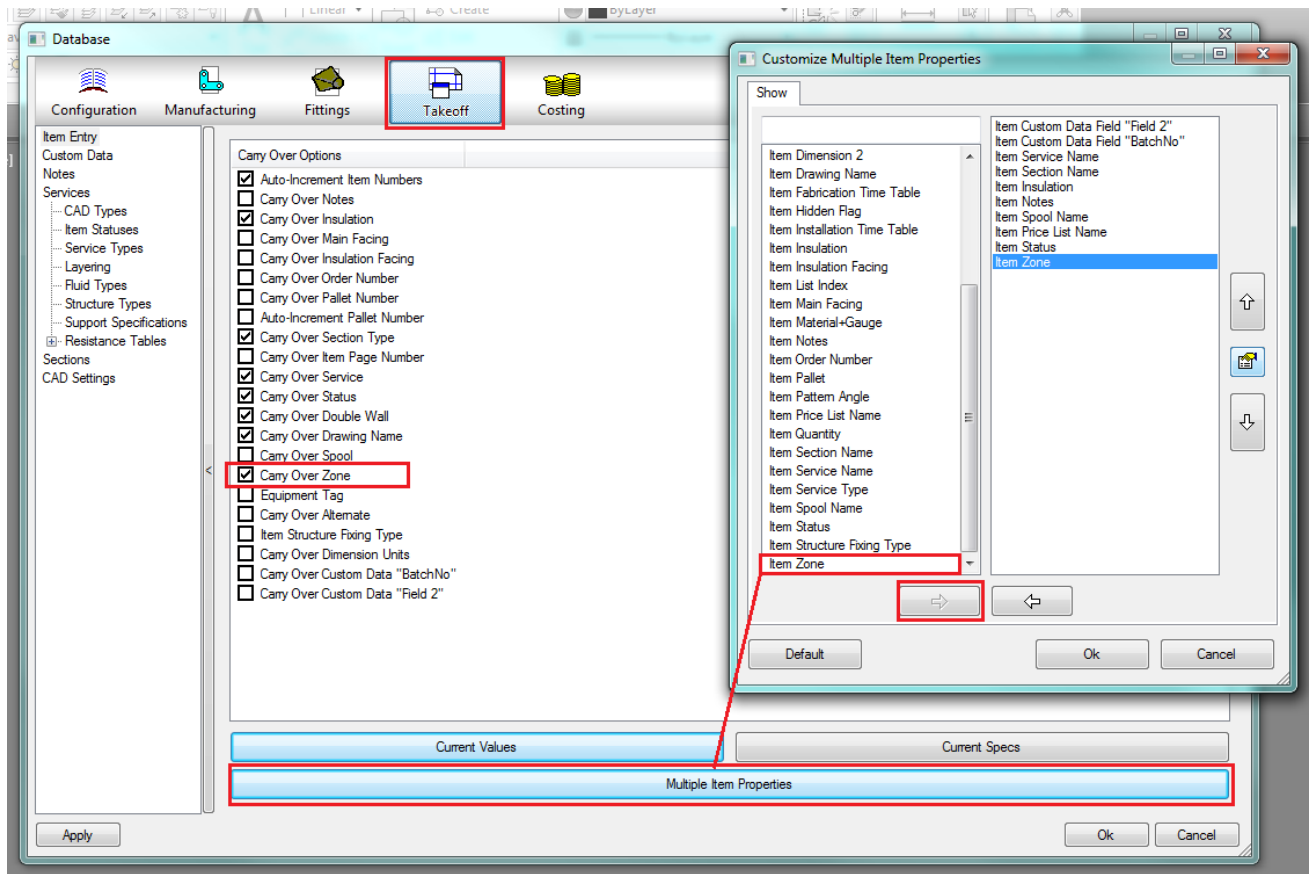 Linear
Create
ByLayer
Database
Configuration
Manufacturing
Fittings
Takeoff
Costing
Item Entry
Custom Data
Notes
Services
CAD Types
Item Statuses
Service Types
Layering
Fluid Types
Structure Types
Support Specifications
Resistance Tables
Sections
CAD Settings
Carry Over Options
Auto-Increment Item Numbers
Carry Over Notes
Carry Over Insulation
Carry Over Main Facing
Carry Over Insulation Facing
Carry Over Order Number
Carry Over Pallet Number
Auto-Increment Pallet Number
Carry Over Section Type
Carry Over Item Page Number
Carry Over Service
Carry Over Status
Carry Over Double Wall
Carry Over Drawing Name
Carry Over Spool
Carry Over Zone
Equipment Tag
Carry Over Alternate
Item Structure Fixing Type
Carry Over Dimension Units
Carry Over Custom Data "BatchNo"
Carry Over Custom Data "Field 2"
Current Values
Current Specs
Multiple Item Properties
Apply
Ok
Cancel
Customize Multiple Item Properties
Show
Item Dimension 2
Item Drawing Name
Item Fabrication Time Table
Item Hidden Flag
Item Installation Time Table
Item Insulation
Item Insulation Facing
Item List Index
Item Main Facing
Item Material+Gauge
Item Notes
Item Order Number
Item Pallet
Item Pattern Angle
Item Price List Name
Item Quantity
Item Section Name
Item Service Name
Item Service Type
Item Spool Name
Item Status
Item Structure Fixing Type
Item Zone
Item Custom Data Field "Field 2"
Item Custom Data Field "BatchNo"
Item Service Name
Item Section Name
Item Insulation
Item Notes
Item Spool Name
Item Price List Name
Item Status
Item Zone
Default
Ok
Cancel